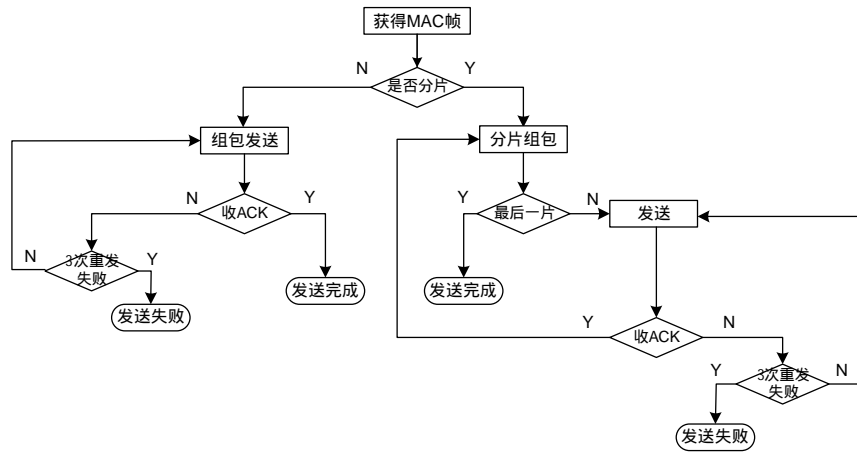 获得MAC帧
N
Y
是否分片
组包发送
分片组包
N
Y
收ACK
Y
最后一片
N
发送
N
3次重发
失败
Y
发送完成
发送完成
发送失败
Y
收ACK
N
Y
3次重发
失败
N
发送失败